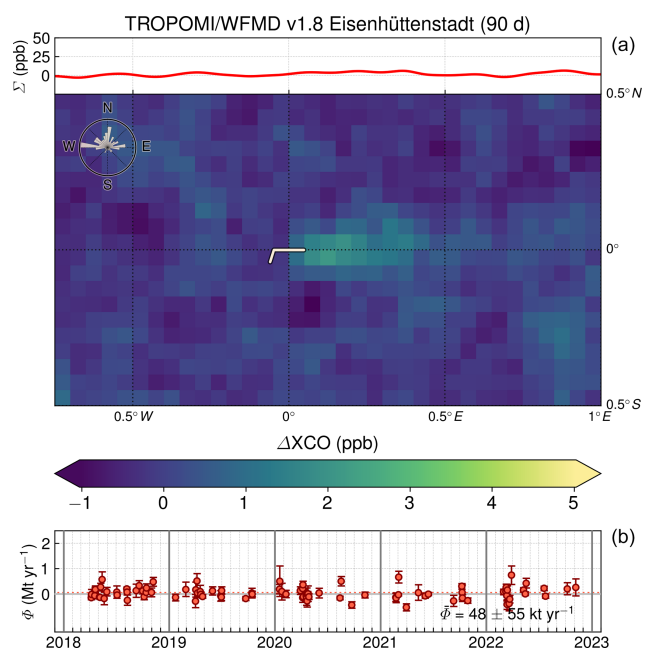 TROPOMI/WFMD v1.8 Eisenhüttenstadt (90 d)
(a)
Σ (ppb)
50
25
0
0.5°N
0°
0.5°S
N
W E
S
0.5°W 0° 0.5°E 1°E
ΔXCO (ppb)
−1 0 1 2 3 4 5
(b)
Φ (Mt yr⁻¹)
2
1
0
Φ̄ = 48 ± 55 kt yr⁻¹
2018 2019 2020 2021 2022 2023